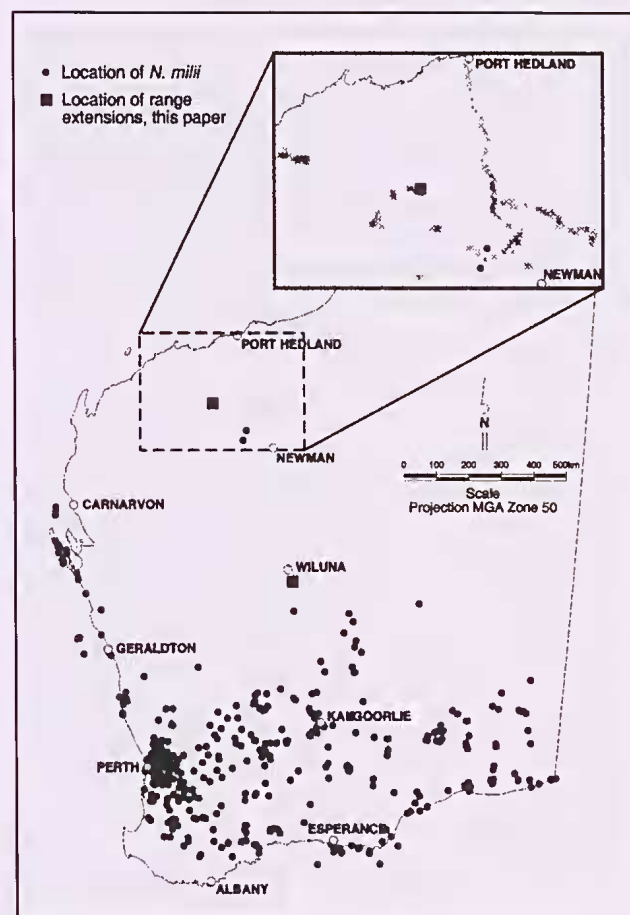 Location of N. milii
Location of range
extensions, this paper
PORT HEDLAND
NEWMAN
PORT HEDLAND
NEWMAN
N
0 100 200 300 400 500km
Scale
Projection MGA Zone 50
CARNARVON
WILUNA
GERALDTON
KALGOORLIE
PERTH
ESPERANCE
ALBANY